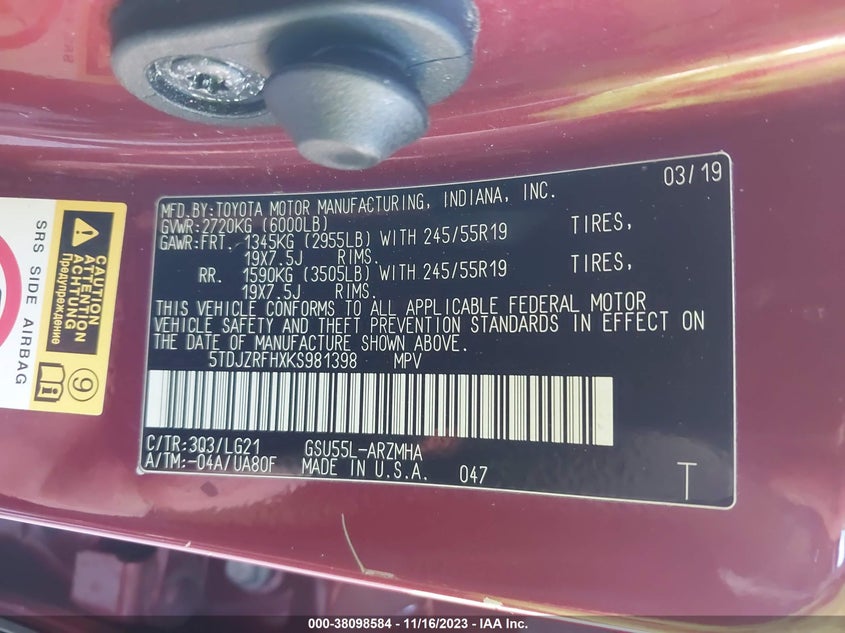 03/19
MFD.BY:TOYOTA MOTOR MANUFACTURING, INDIANA, INC.
GVWR:2720KG (6000LB)
GAWR:FRT. 1345KG (2955LB) WITH 245/55R19 TIRES,
19X7.5J RIMS.
RR. 1590KG (3505LB) WITH 245/55R19 TIRES,
19X7.5J RIMS.
THIS VEHICLE CONFORMS TO ALL APPLICABLE FEDERAL MOTOR
VEHICLE SAFETY AND THEFT PREVENTION STANDARDS IN EFFECT ON
THE DATE OF MANUFACTURE SHOWN ABOVE.
5TDJZRFHXKS981398 MPV
C/TR:3Q3/LG21 GSU55L-ARZMHA
A/TM:-04A/UA80F MADE IN U.S.A. 047
T
SRS SIDE AIRBAG
CAUTION
ATTENTION
ACHTUNG
Предупреждение
9
000-38098584 - 11/16/2023 - IAA Inc.